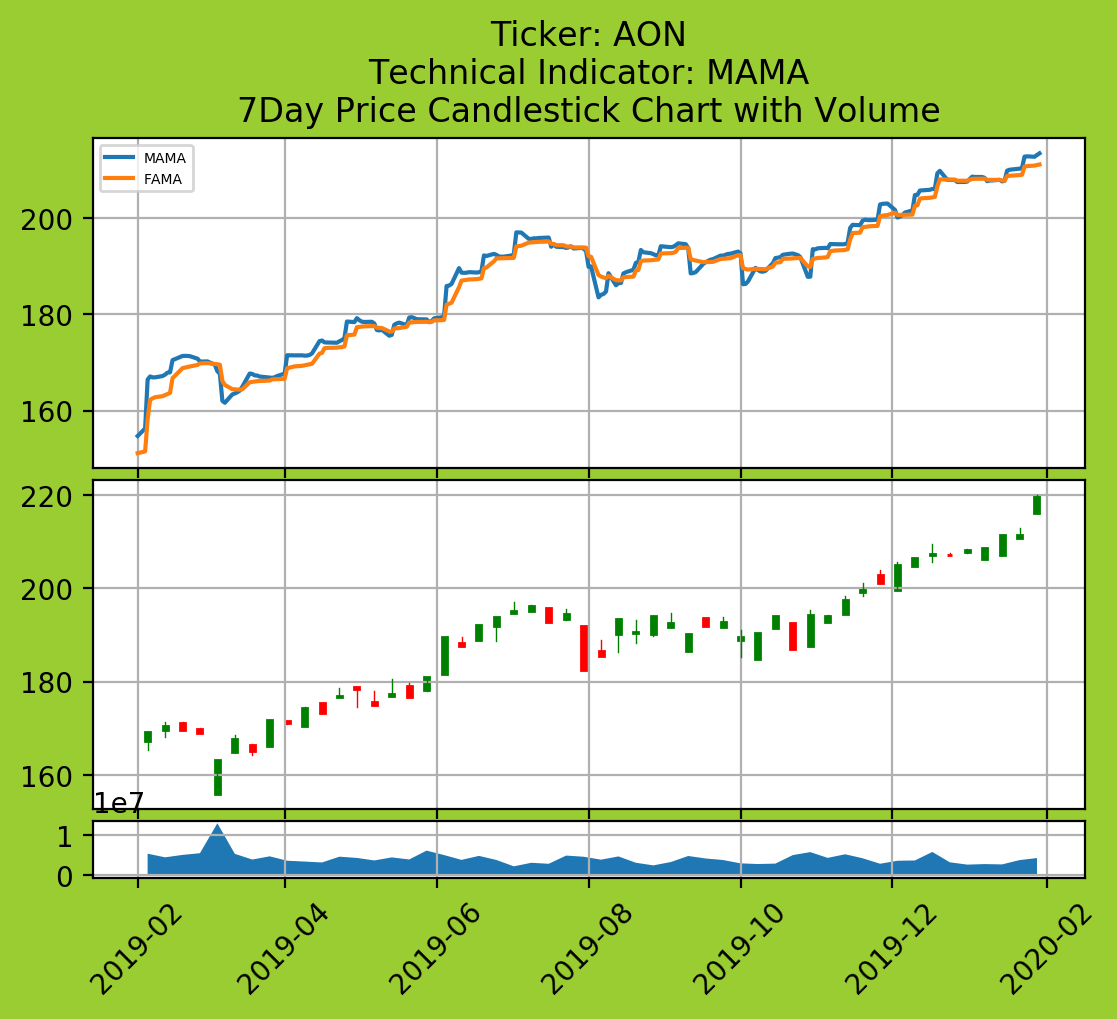 Ticker: AON
Technical Indicator: MAMA
7Day Price Candlestick Chart with Volume
MAMA
FAMA
200
180
160
220
200
180
160
1e7
1
0
2019-02
2019-04
2019-06
2019-08
2019-10
2019-12
2020-02